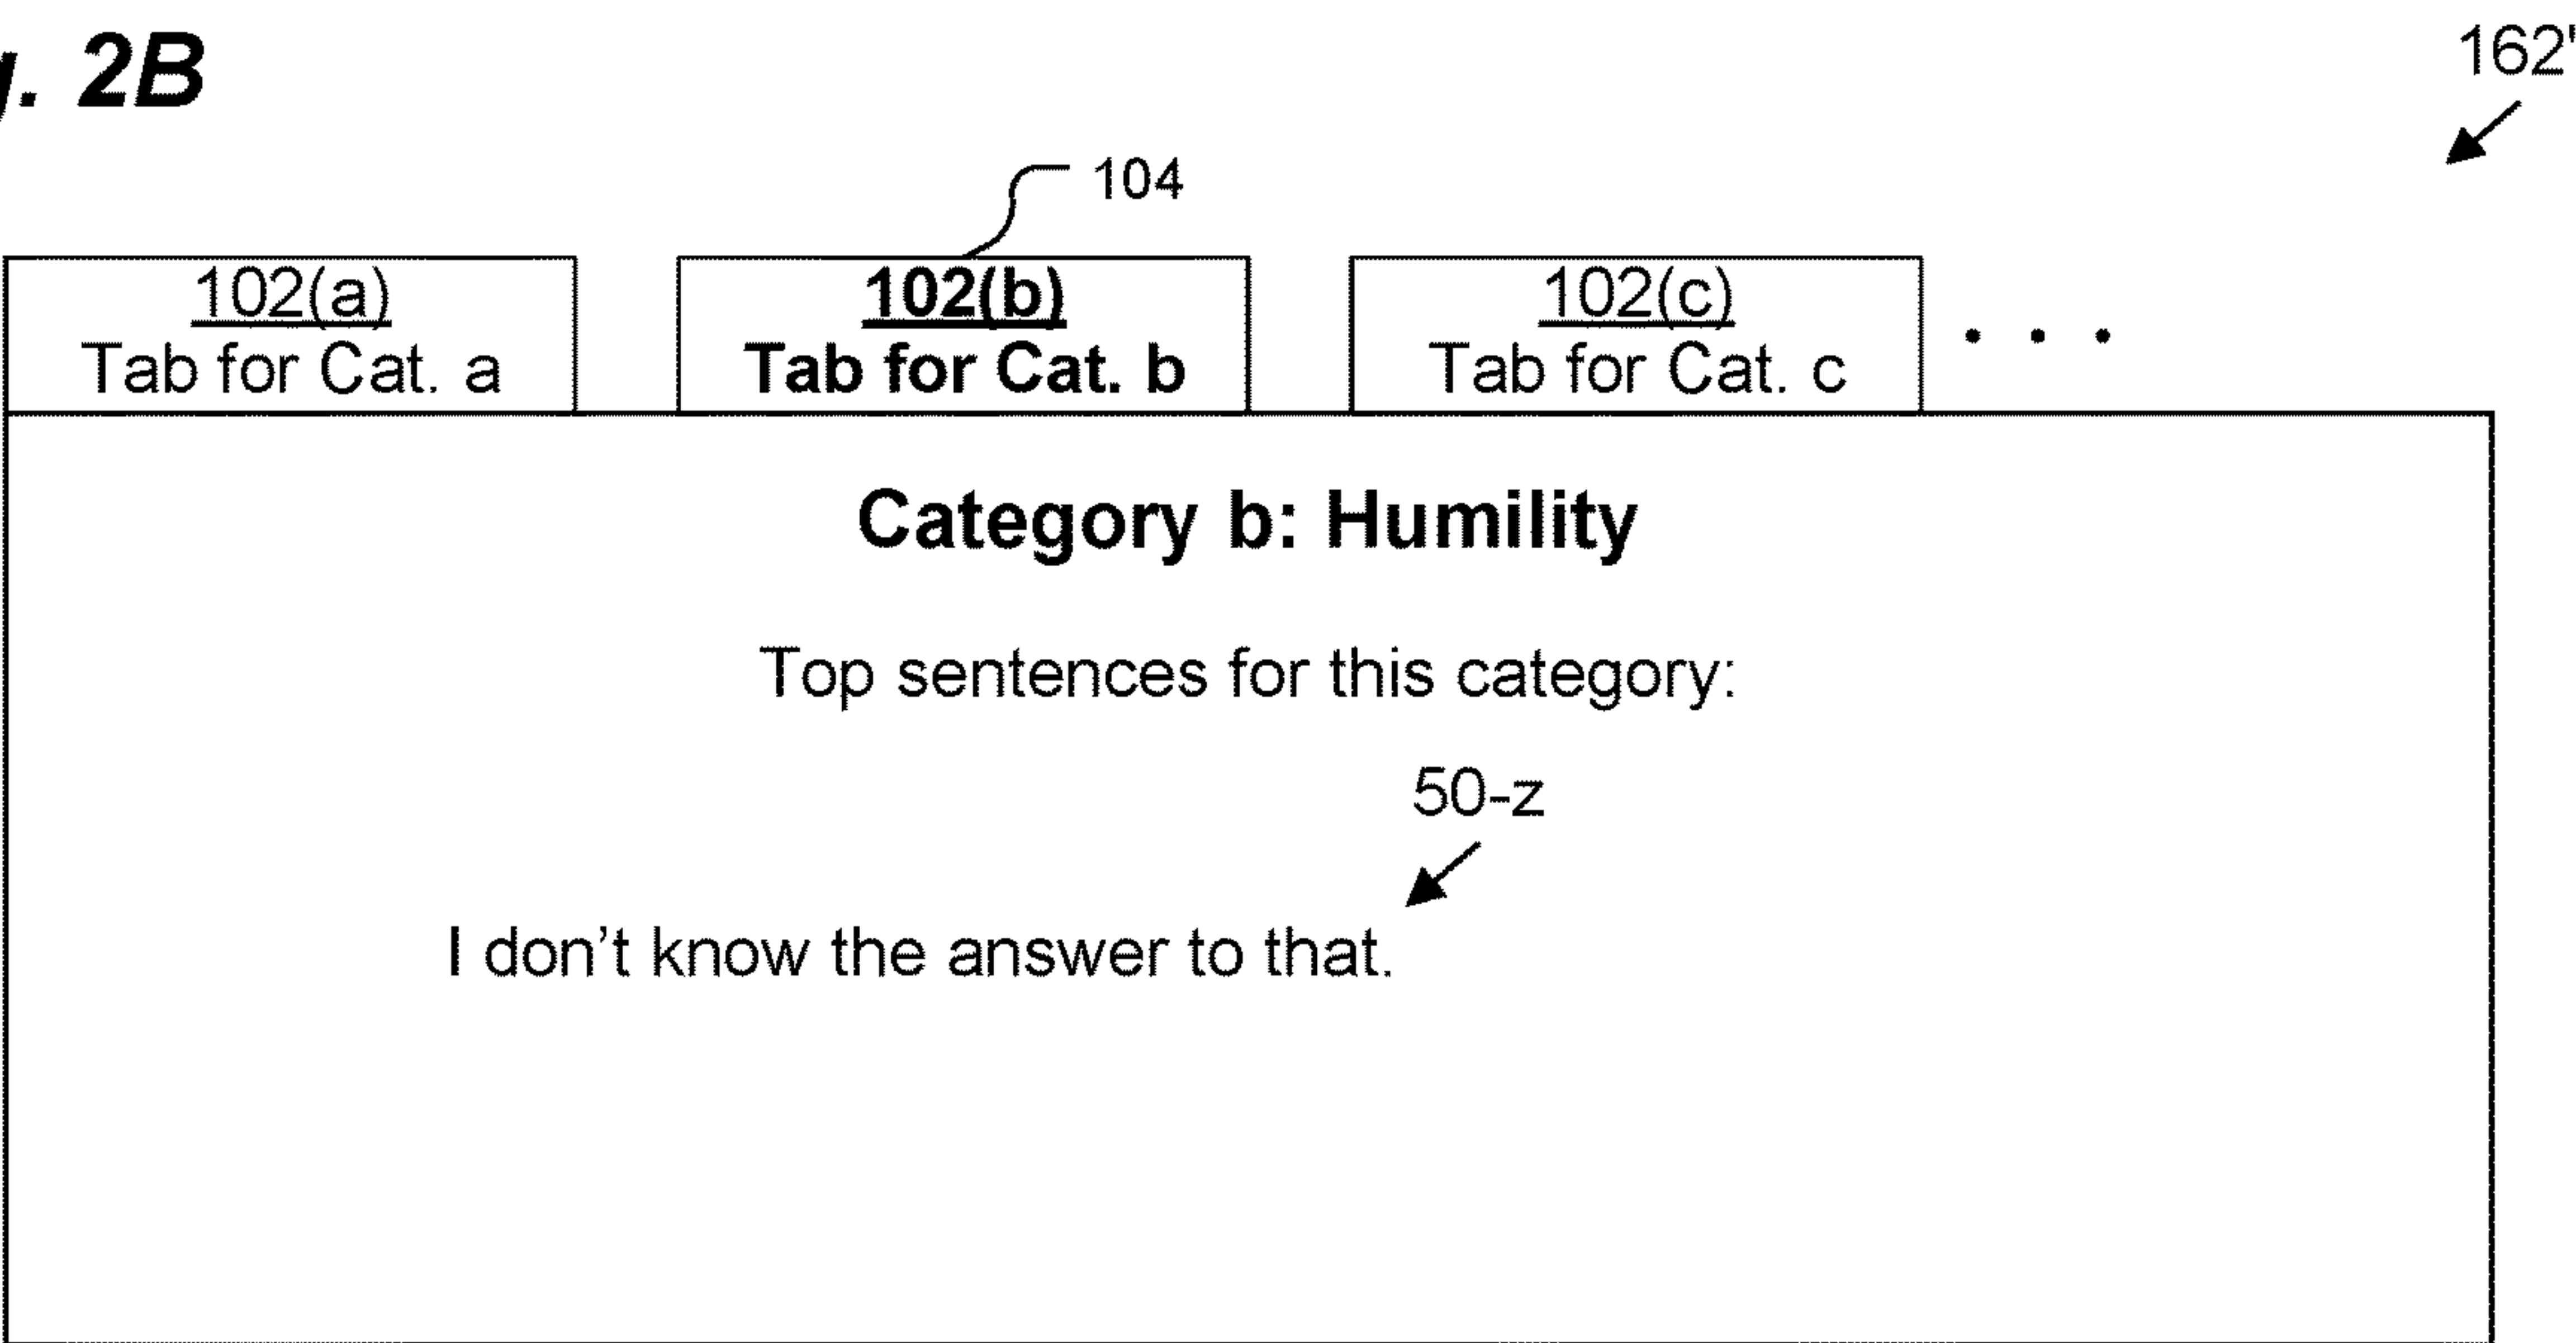 g. 2B
162"
104
102(a)
Tab for Cat. a
102(b)
Tab for Cat. b
102(c)
Tab for Cat. c
. . .
Category b: Humility
Top sentences for this category:
50-z
I don’t know the answer to that.